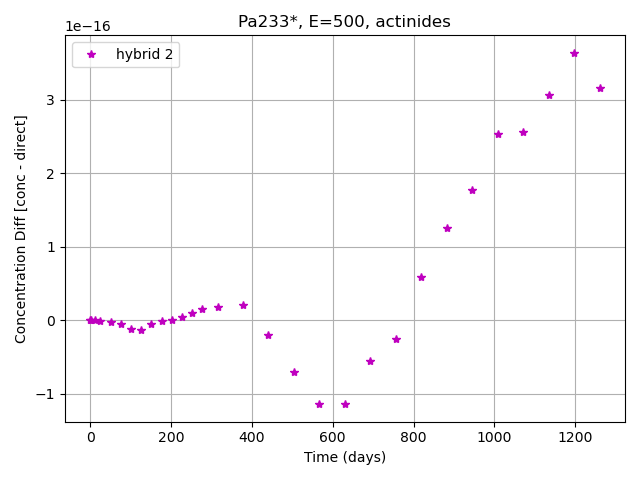 Pa233*, E=500, actinides
1e−16
hybrid 2
Concentration Diff [conc - direct]
3
2
1
0
−1
0 200 400 600 800 1000 1200
Time (days)